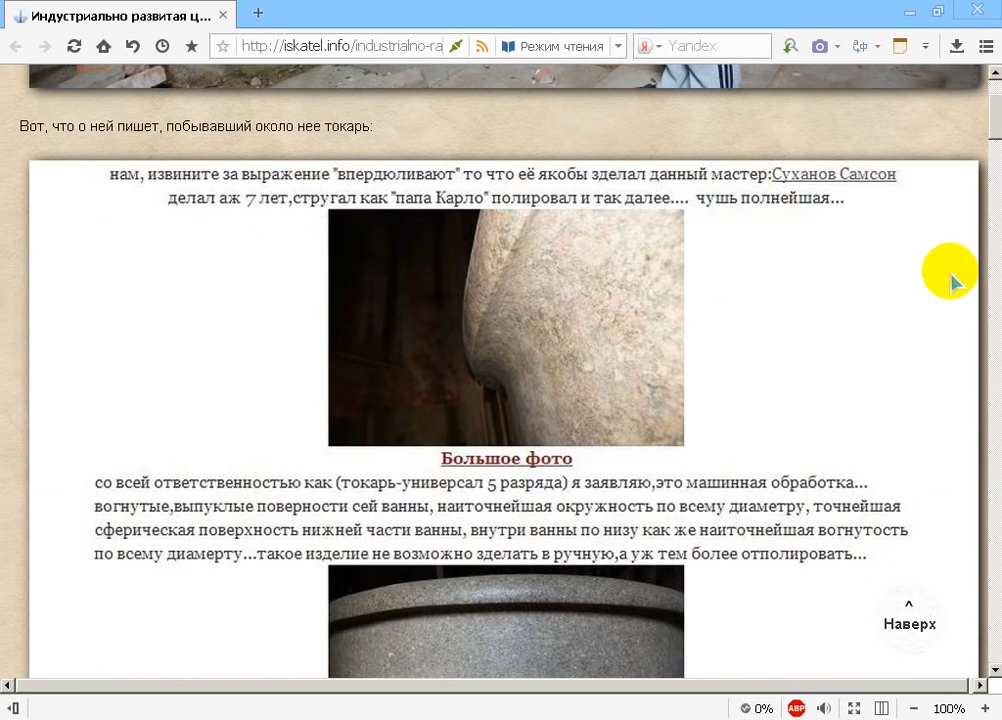 Индустриально развитая ц...
http://iskatel.info/industrialno-ra
Режим чтения
Я
Yandex
Вот, что о ней пишет, побывавший около нее токарь:
нам, извините за выражение "впердюливают" то что её якобы зделал данный мастер:Суханов Самсон
делал аж 7 лет,стругал как "папа Карло" полировал и так далее.... чушь полнейшая...
Большое фото
со всей ответственностью как (токарь-универсал 5 разряда) я заявляю,это машинная обработка...
вогнутые,выпуклые поверности сей ванны, наиточнейшая окружность по всему диаметру, точнейшая
сферическая поверхность нижней части ванны, внутри ванны по низу как же наиточнейшая вогнутость
по всему диамерту...такое изделие не возможно зделать в ручную,а уж тем более отполировать...
^
Наверх
0%
ABP
100%